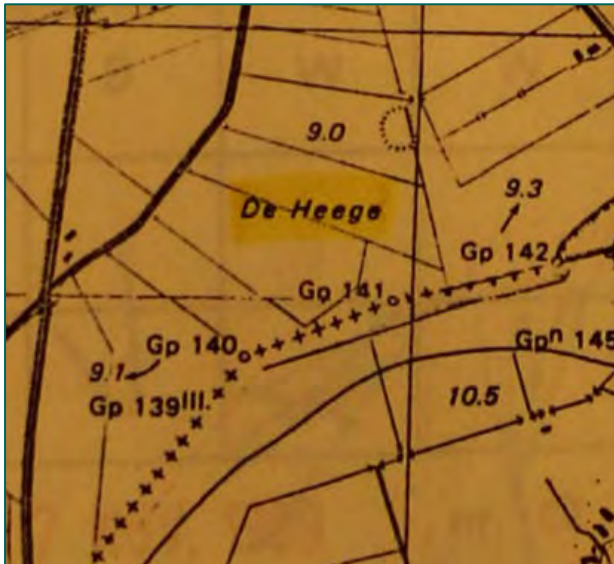 9.0
De Heege
9.3
Gp 142
Gp 141
Gpⁿ 145
Gp 140
9.1
Gp 139ᴵᴵᴵ·
10.5